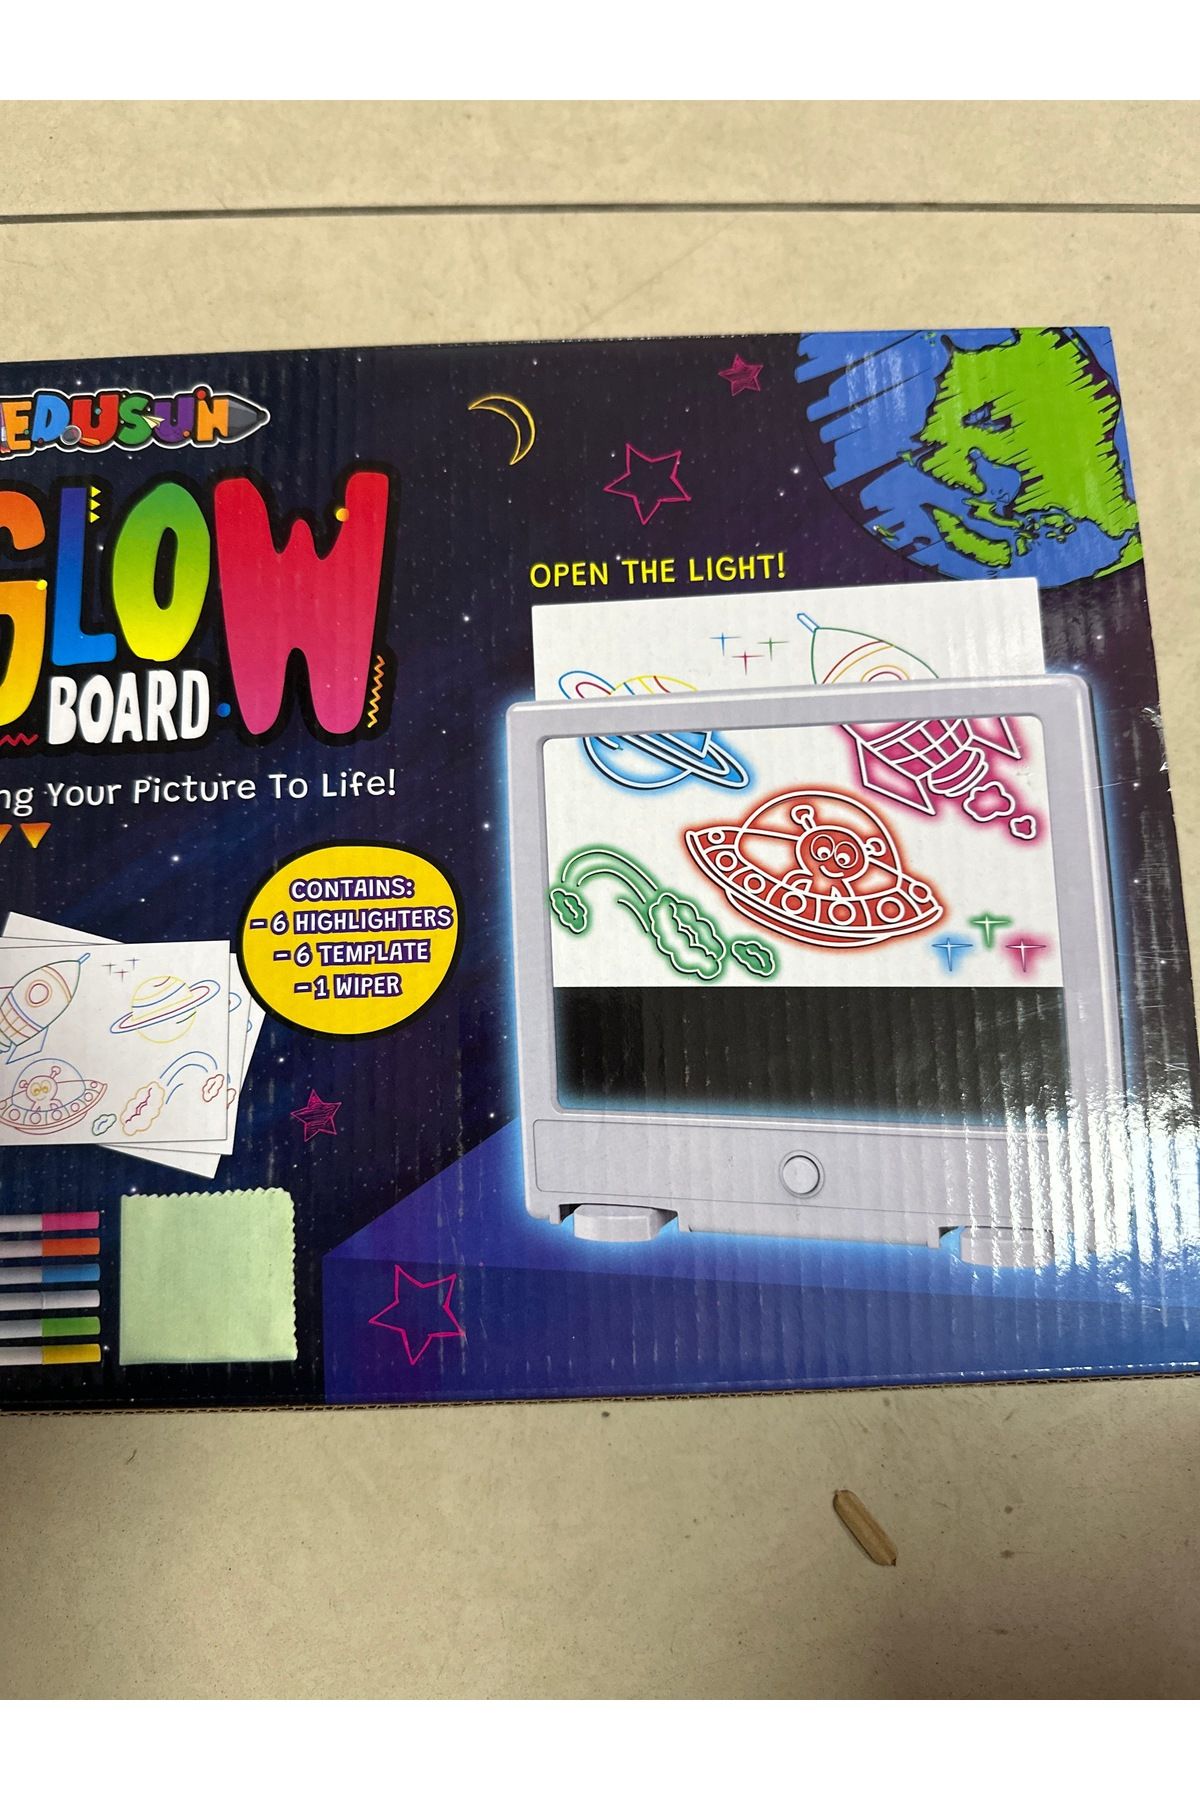 EDUSUN
GLOW
BOARD
ng Your Picture To Life!
OPEN THE LIGHT!
CONTAINS:
- 6 HIGHLIGHTERS
- 6 TEMPLATE
- 1 WIPER